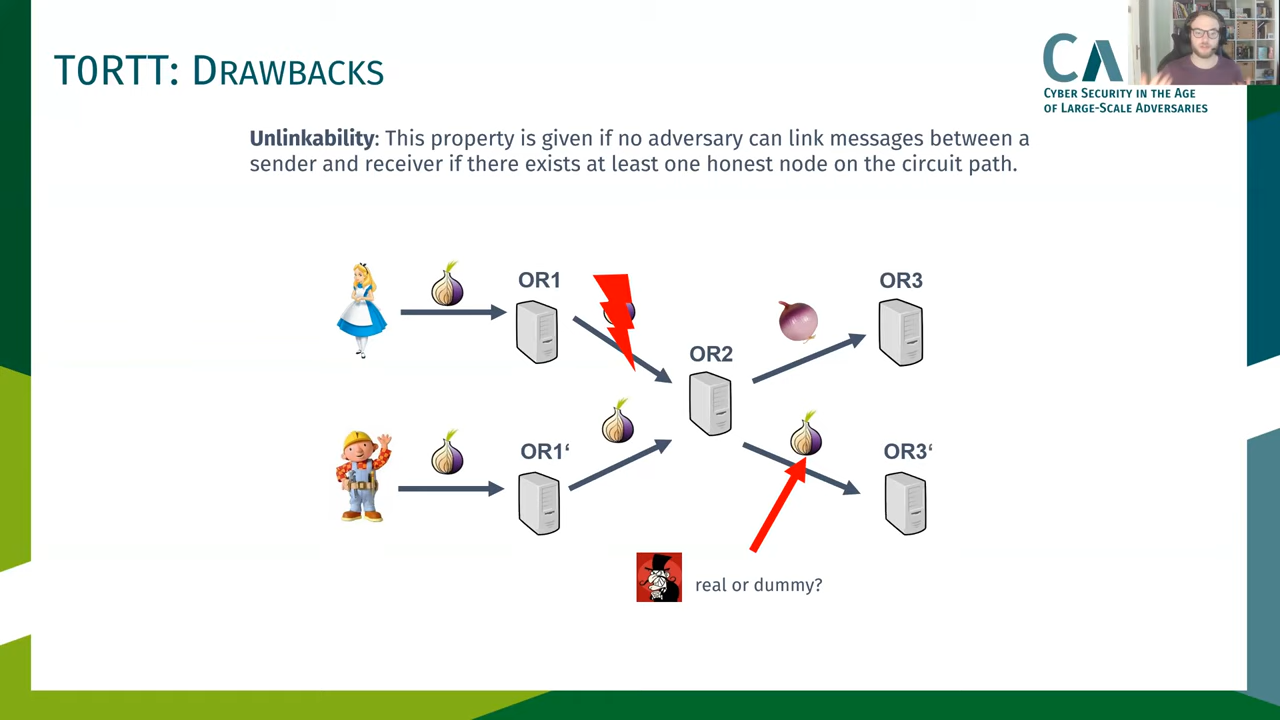 T0RTT: DRAWBACKS
CA
CYBER SECURITY IN THE AGE
OF LARGE-SCALE ADVERSARIES
Unlinkability: This property is given if no adversary can link messages between a
sender and receiver if there exists at least one honest node on the circuit path.
OR1
OR3
OR2
OR1‘
OR3‘
real or dummy?